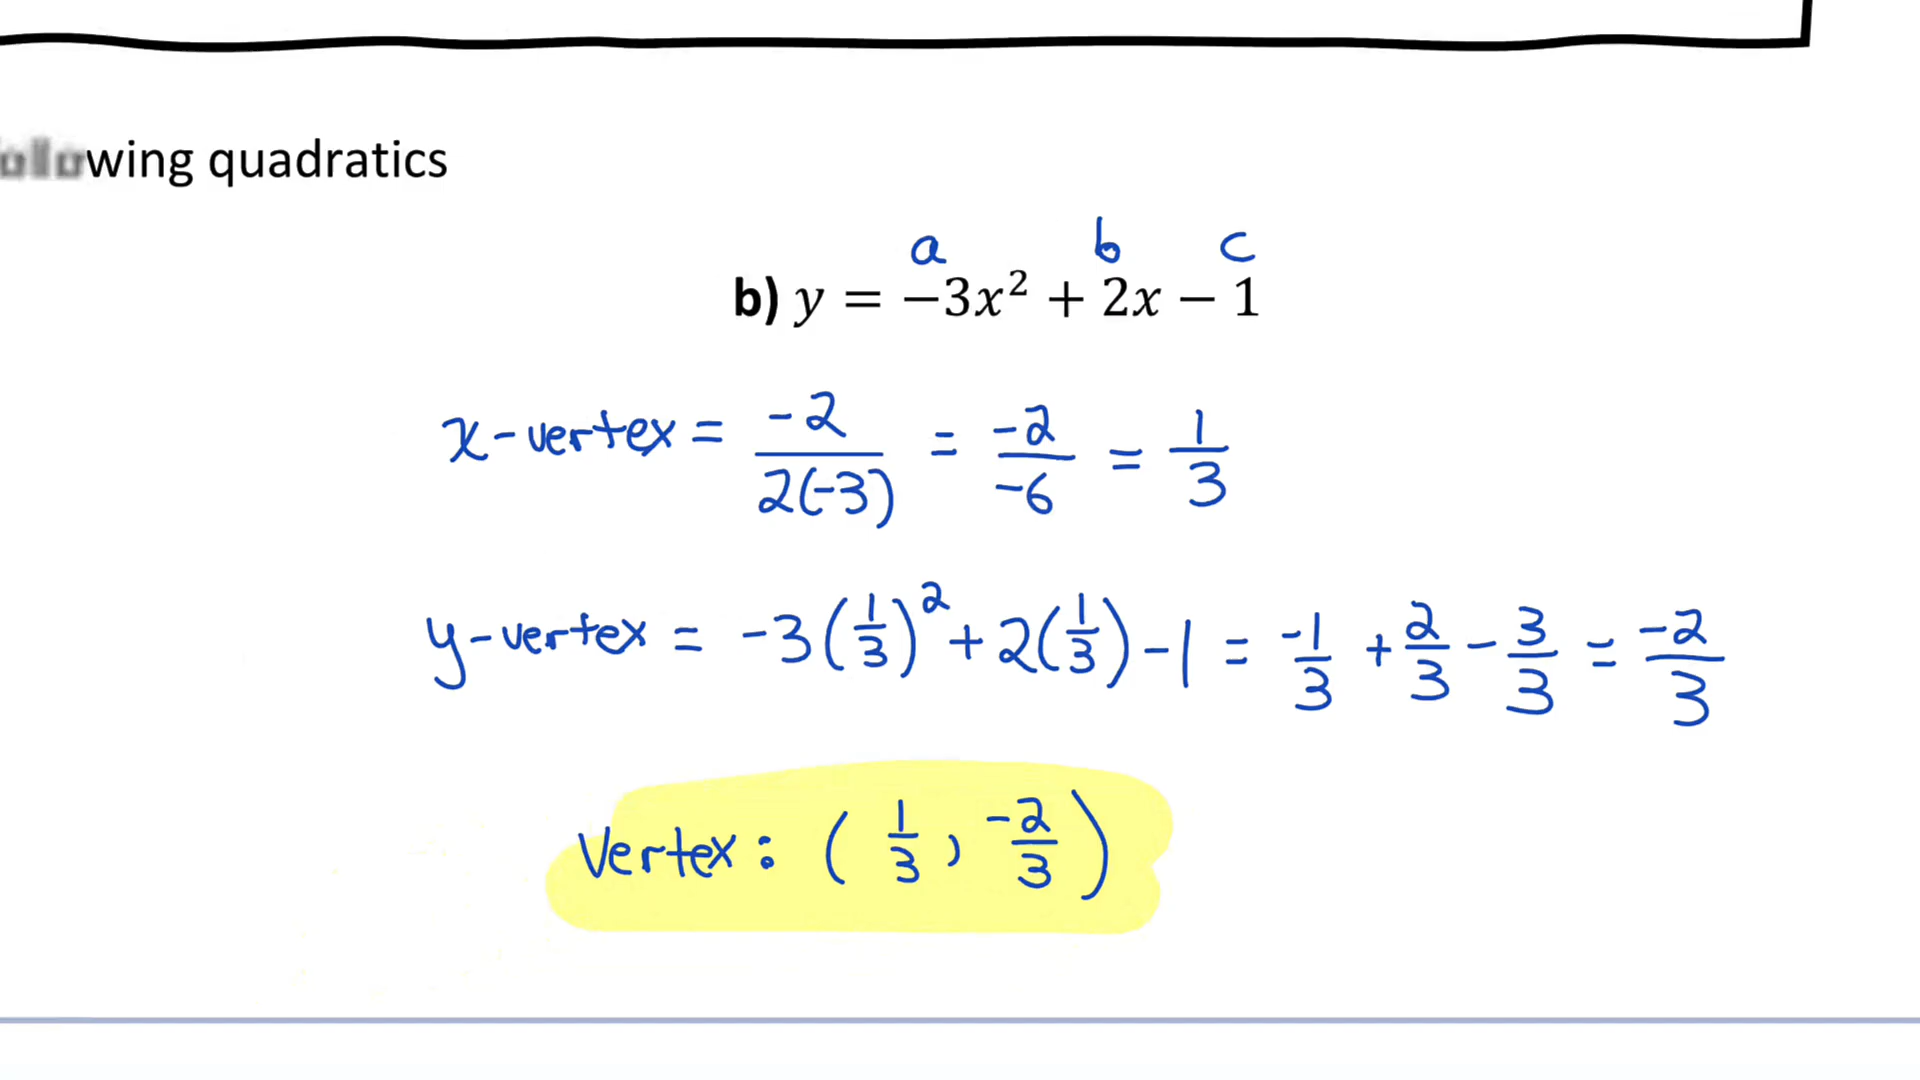 following quadratics
a b c
b) y = −3x² + 2x − 1
x-vertex = -2/2(-3) = -2/-6 = 1/3
y-vertex = -3(1/3)² + 2(1/3) - 1 = -1/3 + 2/3 - 3/3 = -2/3
Vertex: (1/3, -2/3)